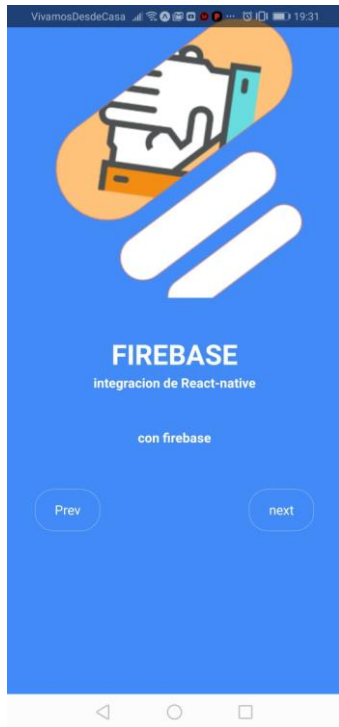 VivamosDesdeCasa 19:31
FIREBASE
integracion de React-native
con firebase
Prev next